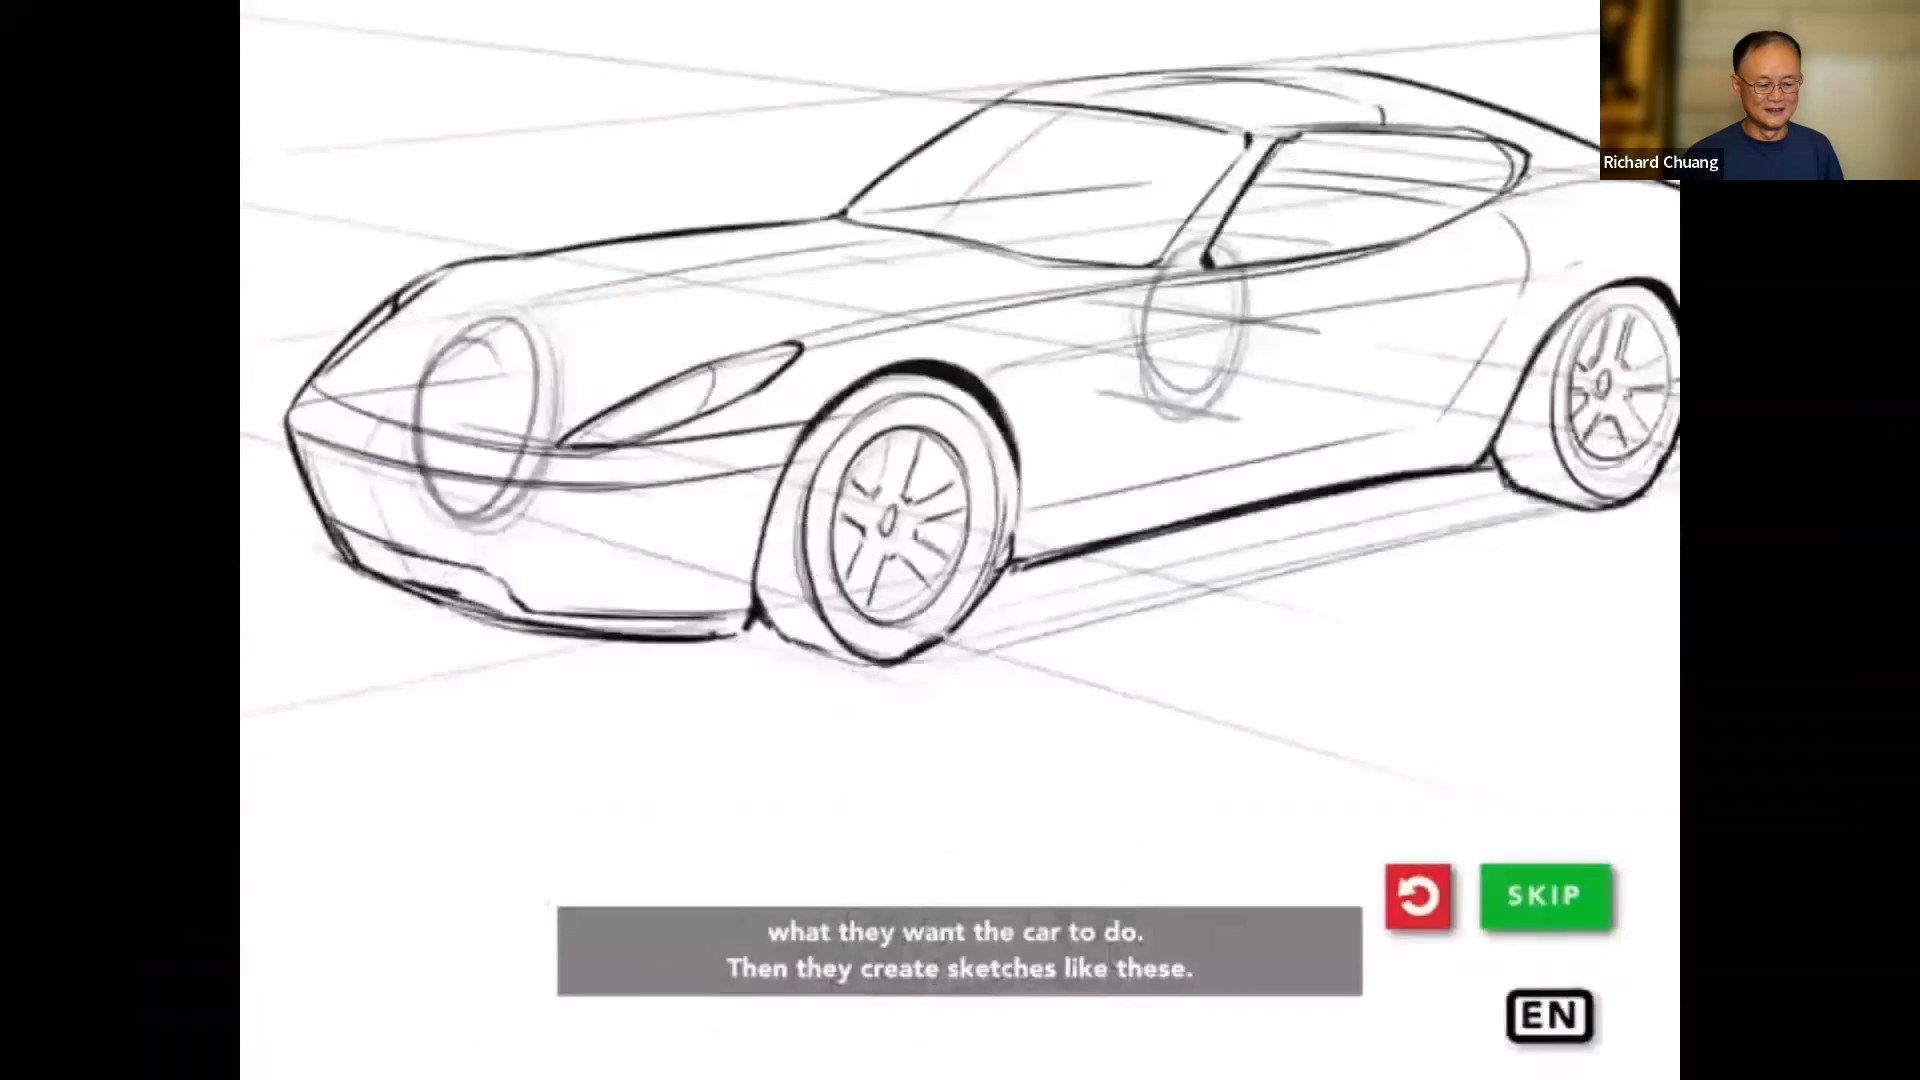 Richard Chuang
SKIP
what they want the car to do.
Then they create sketches like these.
EN